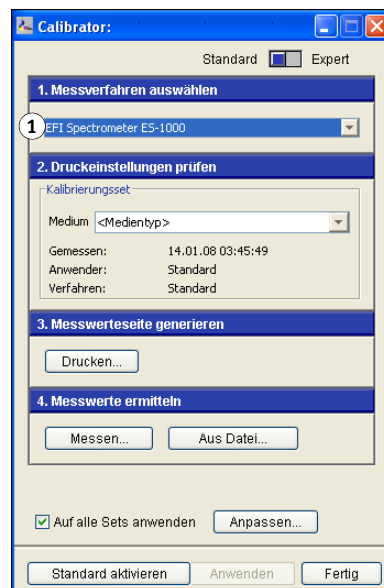 Calibrator:
Standard Expert
1. Messverfahren auswählen
1 EFI Spectrometer ES-1000
2. Druckeinstellungen prüfen
Kalibrierungsset
Medium <Medientyp>
Gemessen: 14.01.08 03:45:49
Anwender: Standard
Verfahren: Standard
3. Messwerteseite generieren
Drucken...
4. Messwerte ermitteln
Messen... Aus Datei...
Auf alle Sets anwenden Anpassen...
Standard aktivieren Anwenden Fertig